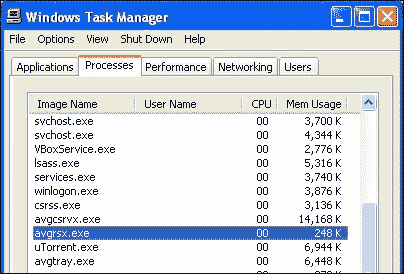 Windows Task Manager
File Options View Shut Down Help
Applications Processes Performance Networking Users
Image Name User Name CPU Mem Usage
svchost.exe 00 3,700 K
svchost.exe 00 4,344 K
VBoxService.exe 00 2,776 K
lsass.exe 00 5,316 K
services.exe 00 3,740 K
winlogon.exe 00 3,876 K
csrss.exe 00 3,136 K
avgcsrvx.exe 00 14,168 K
avgrsx.exe 00 248 K
uTorrent.exe 00 6,944 K
avgtray.exe 00 6,448 K